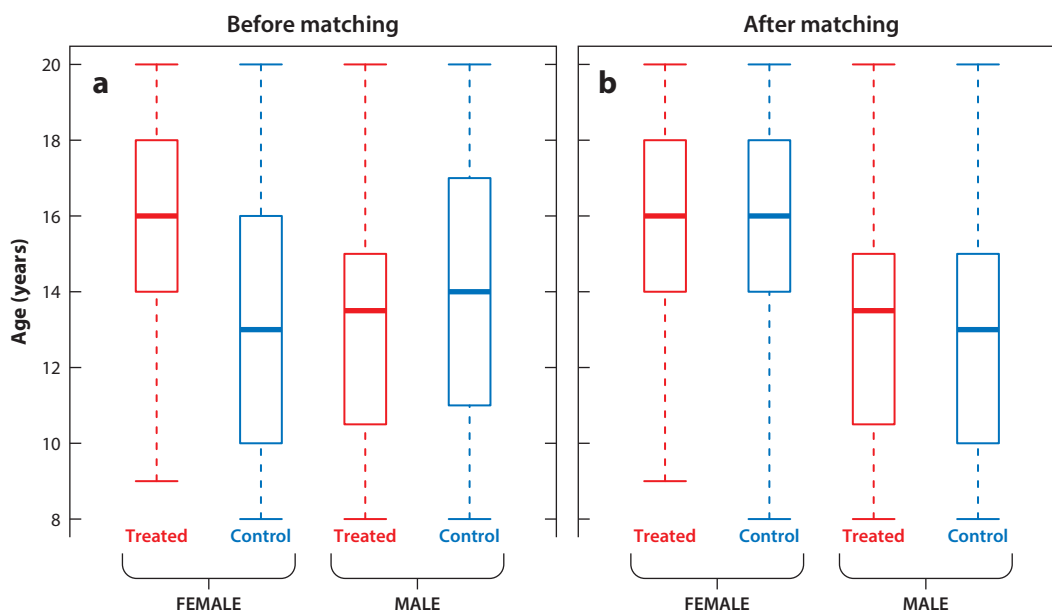 Before matching
After matching
a
b
Age (years)
20
18
16
14
12
10
8
Treated Control Treated Control
Treated Control Treated Control
FEMALE MALE
FEMALE MALE